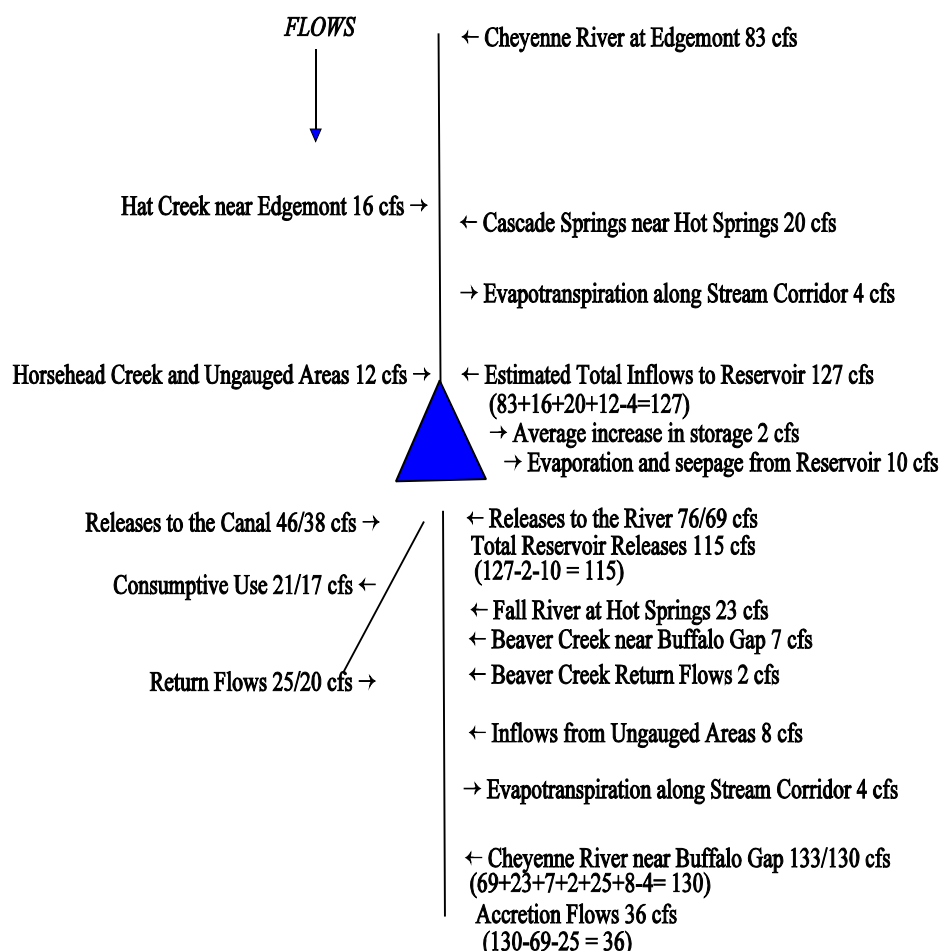 FLOWS
← Cheyenne River at Edgemont 83 cfs
Hat Creek near Edgemont 16 cfs →
← Cascade Springs near Hot Springs 20 cfs
→ Evapotranspiration along Stream Corridor 4 cfs
Horsehead Creek and Ungauged Areas 12 cfs →
← Estimated Total Inflows to Reservoir 127 cfs
(83+16+20+12-4=127)
→ Average increase in storage 2 cfs
→ Evaporation and seepage from Reservoir 10 cfs
Releases to the Canal 46/38 cfs →
← Releases to the River 76/69 cfs
Total Reservoir Releases 115 cfs
(127-2-10 = 115)
Consumptive Use 21/17 cfs ←
← Fall River at Hot Springs 23 cfs
← Beaver Creek near Buffalo Gap 7 cfs
Return Flows 25/20 cfs →
← Beaver Creek Return Flows 2 cfs
← Inflows from Ungauged Areas 8 cfs
→ Evapotranspiration along Stream Corridor 4 cfs
← Cheyenne River near Buffalo Gap 133/130 cfs
(69+23+7+2+25+8-4= 130)
Accretion Flows 36 cfs
(130-69-25 = 36)